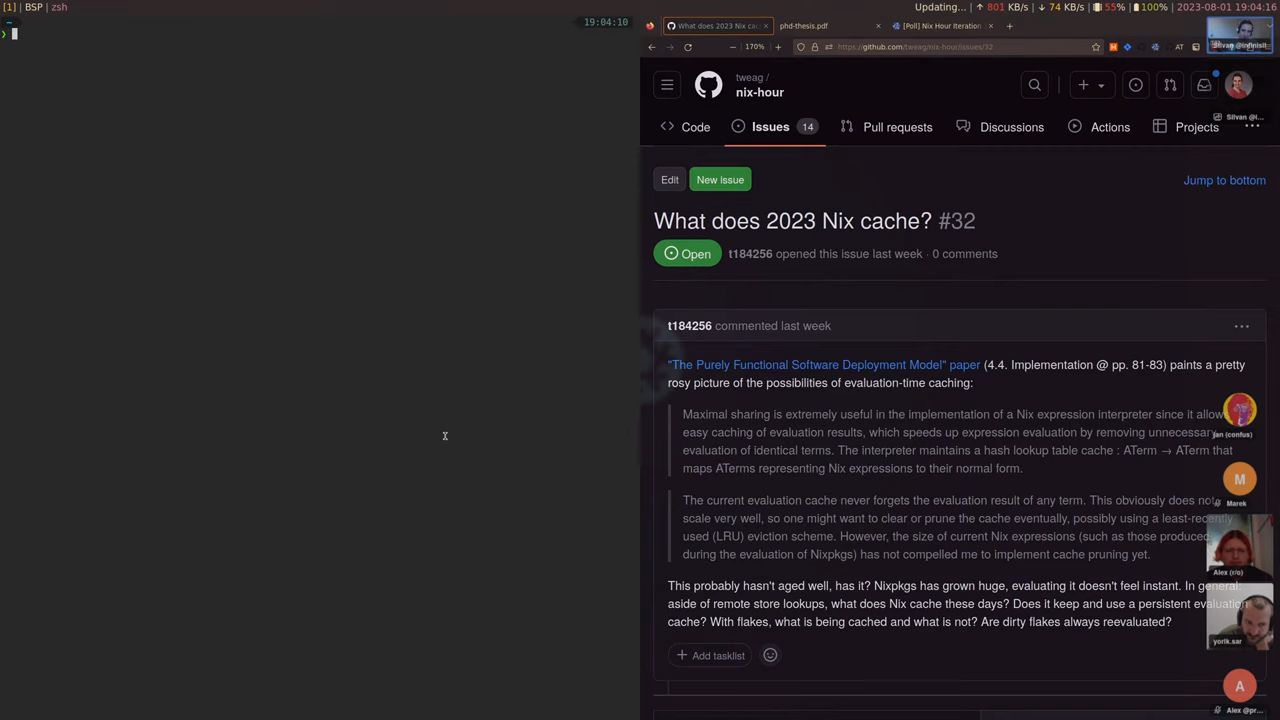 [1] | BSP | zsh
Updating... | ↑ 801 KB/s | ↓ 74 KB/s | 55% | 100% | 2023-08-01 19:04:16
~
19:04:10
❯
What does 2023 Nix cac
phd-thesis.pdf
[Poll] Nix Hour Iteration
170%
https://github.com/tweag/nix-hour/issues/32
AT
Silvan @Infinisil
tweag /
nix-hour
Silvan @I...
Code
Issues 14
Pull requests
Discussions
Actions
Projects
Edit
New issue
Jump to bottom
What does 2023 Nix cache? #32
Open
t184256 opened this issue last week · 0 comments
t184256 commented last week
"The Purely Functional Software Deployment Model" paper (4.4. Implementation @ pp. 81-83) paints a pretty
rosy picture of the possibilities of evaluation-time caching:
Maximal sharing is extremely useful in the implementation of a Nix expression interpreter since it allows
easy caching of evaluation results, which speeds up expression evaluation by removing unnecessary
evaluation of identical terms. The interpreter maintains a hash lookup table cache : ATerm → ATerm that
maps ATerms representing Nix expressions to their normal form.
jan (confus)
M
Marek
The current evaluation cache never forgets the evaluation result of any term. This obviously does not
scale very well, so one might want to clear or prune the cache eventually, possibly using a least-recently
used (LRU) eviction scheme. However, the size of current Nix expressions (such as those produced
during the evaluation of Nixpkgs) has not compelled me to implement cache pruning yet.
Alex (r/o)
This probably hasn't aged well, has it? Nixpkgs has grown huge, evaluating it doesn't feel instant. In general:
aside of remote store lookups, what does Nix cache these days? Does it keep and use a persistent evaluation
cache? With flakes, what is being cached and what is not? Are dirty flakes always reevaluated?
yorik.sar
Add tasklist
A
Alex @pr...